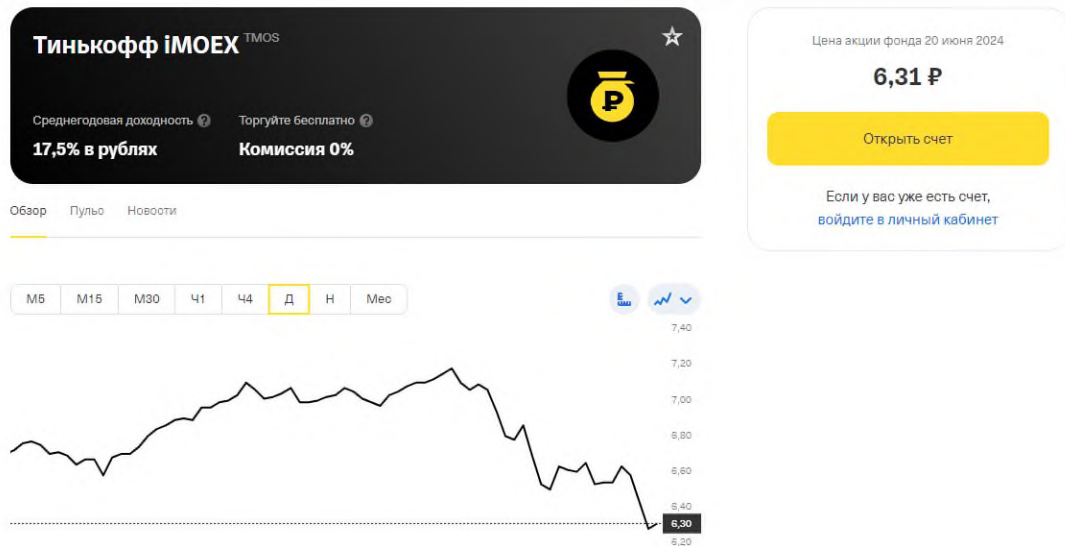 Тинькофф iMOEX TMOS
Среднегодовая доходность ?
Торгуйте бесплатно ?
17,5% в рублях
Комиссия 0%
₽
Цена акции фонда 20 июня 2024
6,31 ₽
Открыть счет
Если у вас уже есть счет,
войдите в личный кабинет
Обзор Пульс Новости
М5 М15 М30 Ч1 Ч4 Д Н Мес
7,40
7,20
7,00
6,80
6,60
6,40
6,30
6,20